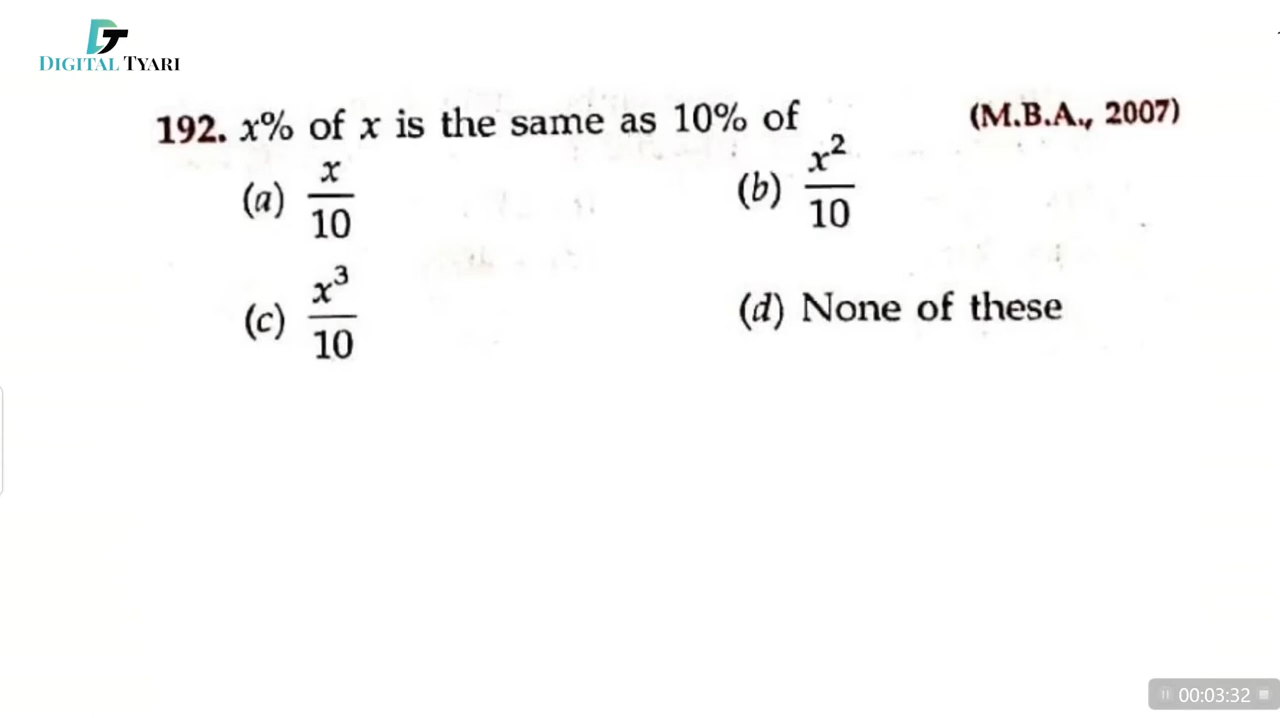 DIGITAL TYARI
192. x% of x is the same as 10% of (M.B.A., 2007)
(a) x/10 (b) x²/10
(c) x³/10 (d) None of these
00:03:32